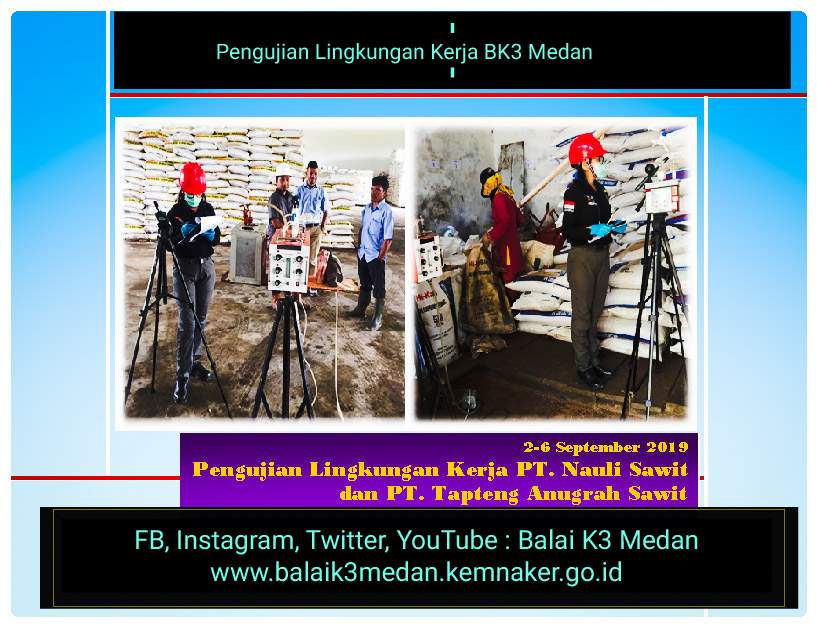 Pengujian Lingkungan Kerja BK3 Medan
2-6 September 2019
Pengujian Lingkungan Kerja PT. Nauli Sawit
dan PT. Tapteng Anugrah Sawit
FB, Instagram, Twitter, YouTube : Balai K3 Medan
www.balaik3medan.kemnaker.go.id